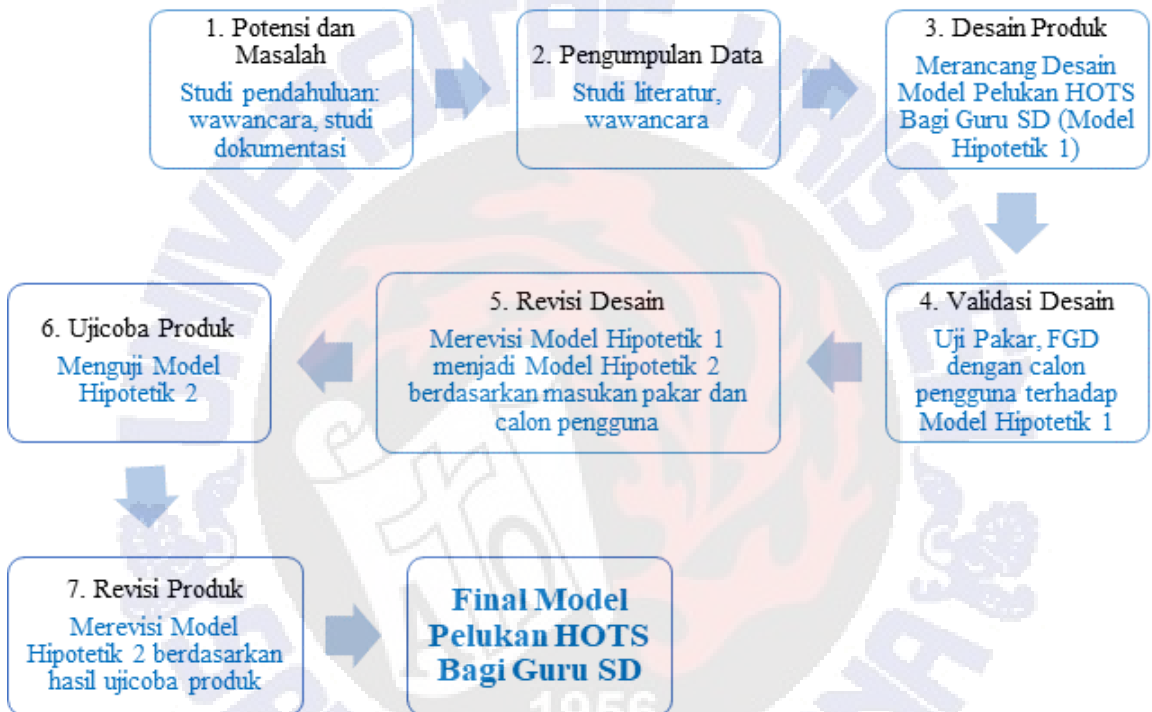 1. Potensi dan
Masalah
Studi pendahuluan:
wawancara, studi
dokumentasi
2. Pengumpulan Data
Studi literatur,
wawancara
3. Desain Produk
Merancang Desain
Model Pelukan HOTS
Bagi Guru SD (Model
Hipotetik 1)
4. Validasi Desain
Uji Pakar, FGD
dengan calon
pengguna terhadap
Model Hipotetik 1
5. Revisi Desain
Merevisi Model Hipotetik 1
menjadi Model Hipotetik 2
berdasarkan masukan pakar dan
calon pengguna
6. Ujicoba Produk
Menguji Model
Hipotetik 2
7. Revisi Produk
Merevisi Model
Hipotetik 2 berdasarkan
hasil ujicoba produk
Final Model
Pelukan HOTS
Bagi Guru SD
1956